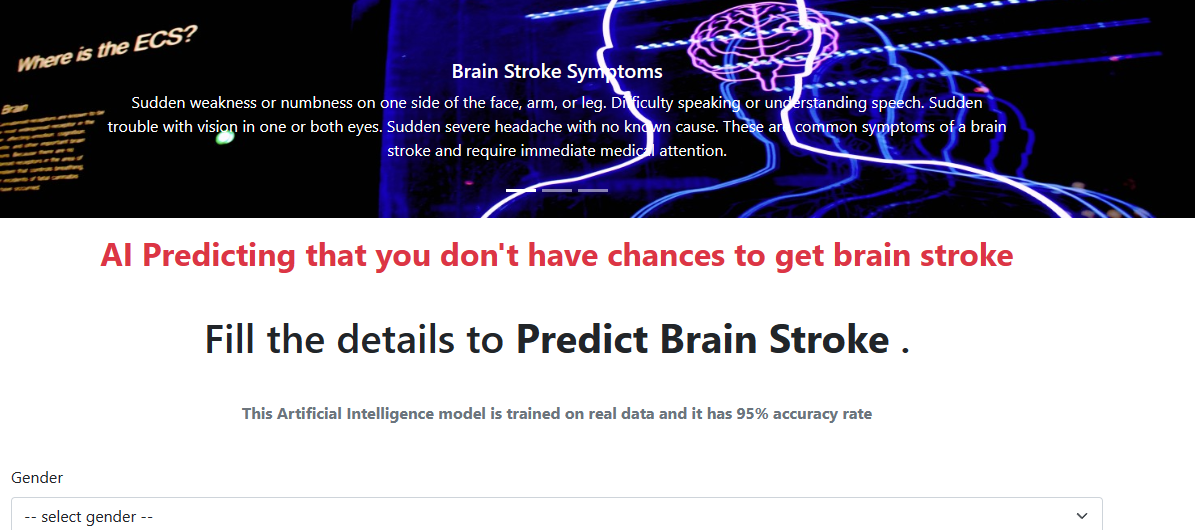 Where is the ECS?
Brain Stroke Symptoms
Brain
Sudden weakness or numbness on one side of the face, arm, or leg. Difficulty speaking or understanding speech. Sudden
trouble with vision in one or both eyes. Sudden severe headache with no known cause. These are common symptoms of a brain
stroke and require immediate medical attention.
AI Predicting that you don't have chances to get brain stroke
Fill the details to Predict Brain Stroke .
This Artificial Intelligence model is trained on real data and it has 95% accuracy rate
Gender
-- select gender --